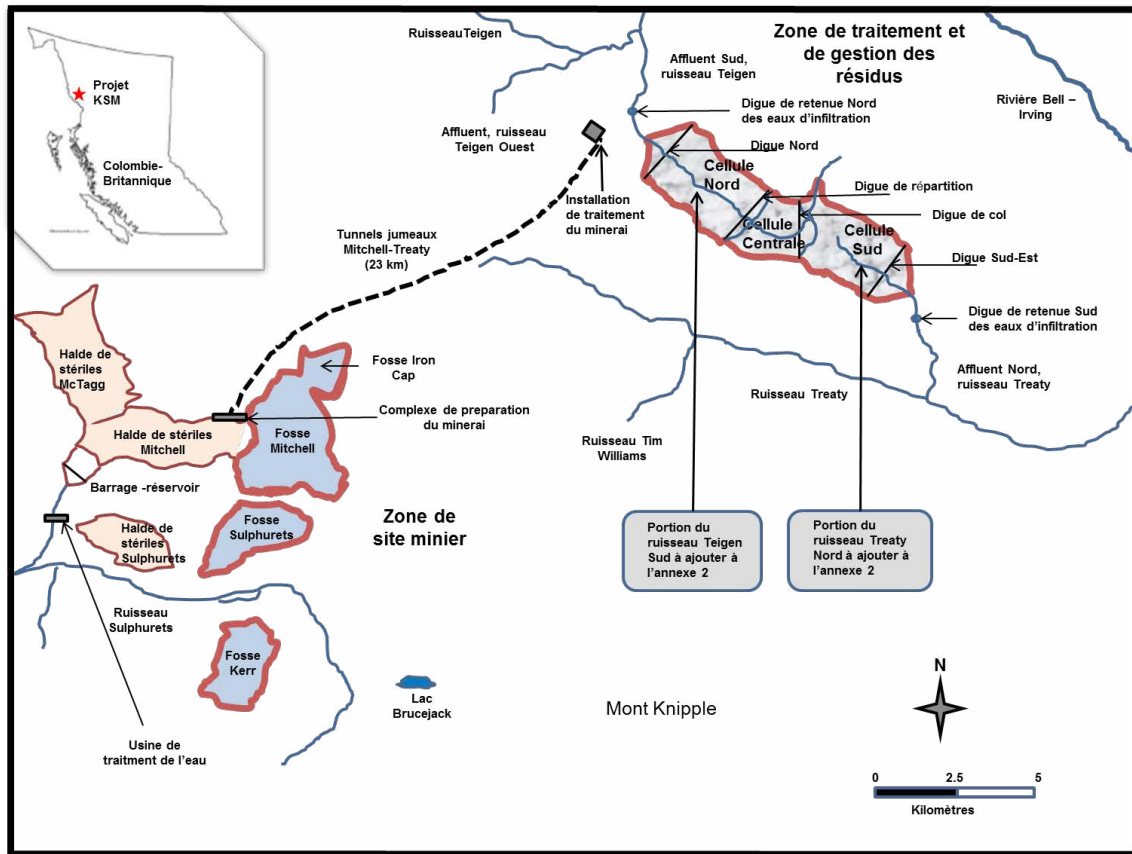 Projet
KSM
Colombie-
Britannique
Ruisseau Teigen
Affluent Sud,
ruisseau Teigen
Zone de traitement et
de gestion des
résidus
Rivière Bell –
Irving
Digue de retenue Nord
des eaux d'infiltration
Affluent, ruisseau
Teigen Ouest
Digue Nord
Cellule
Nord
Digue de répartition
Installation
de traitement
du minerai
Cellule
Centrale
Digue de col
Cellule
Sud
Tunnels jumeaux
Mitchell-Treaty
(23 km)
Digue Sud-Est
Digue de retenue Sud
des eaux d'infiltration
Halde de
stériles
McTagg
Fosse Iron
Cap
Affluent Nord,
ruisseau Treaty
Ruisseau Treaty
Complexe de preparation
du minerai
Halde de stériles
Mitchell
Fosse
Mitchell
Ruisseau Tim
Williams
Barrage -réservoir
Zone de
site minier
Halde de
stériles
Sulphurets
Fosse
Sulphurets
Portion du
ruisseau Teigen
Sud à ajouter à
l'annexe 2
Portion du
ruisseau Treaty
Nord à ajouter à
l'annexe 2
Ruisseau
Sulphurets
Fosse
Kerr
Lac
Brucejack
Mont Knipple
N
Usine de
traitment de l'eau
0 2.5 5
Kilomètres